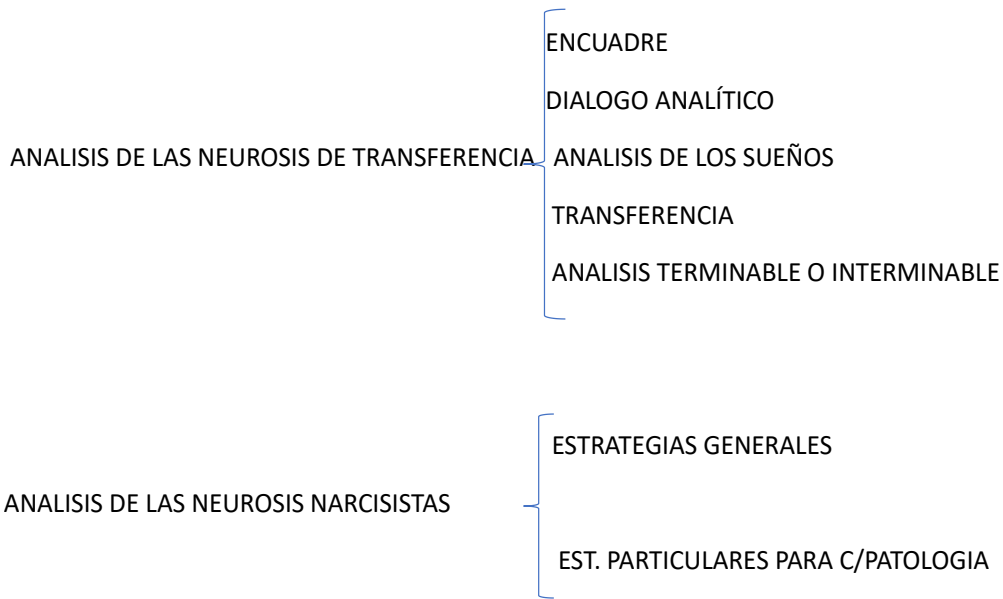 ENCUADRE
DIALOGO ANALÍTICO
ANALISIS DE LAS NEUROSIS DE TRANSFERENCIA
ANALISIS DE LOS SUEÑOS
TRANSFERENCIA
ANALISIS TERMINABLE O INTERMINABLE
ESTRATEGIAS GENERALES
ANALISIS DE LAS NEUROSIS NARCISISTAS
EST. PARTICULARES PARA C/PATOLOGIA